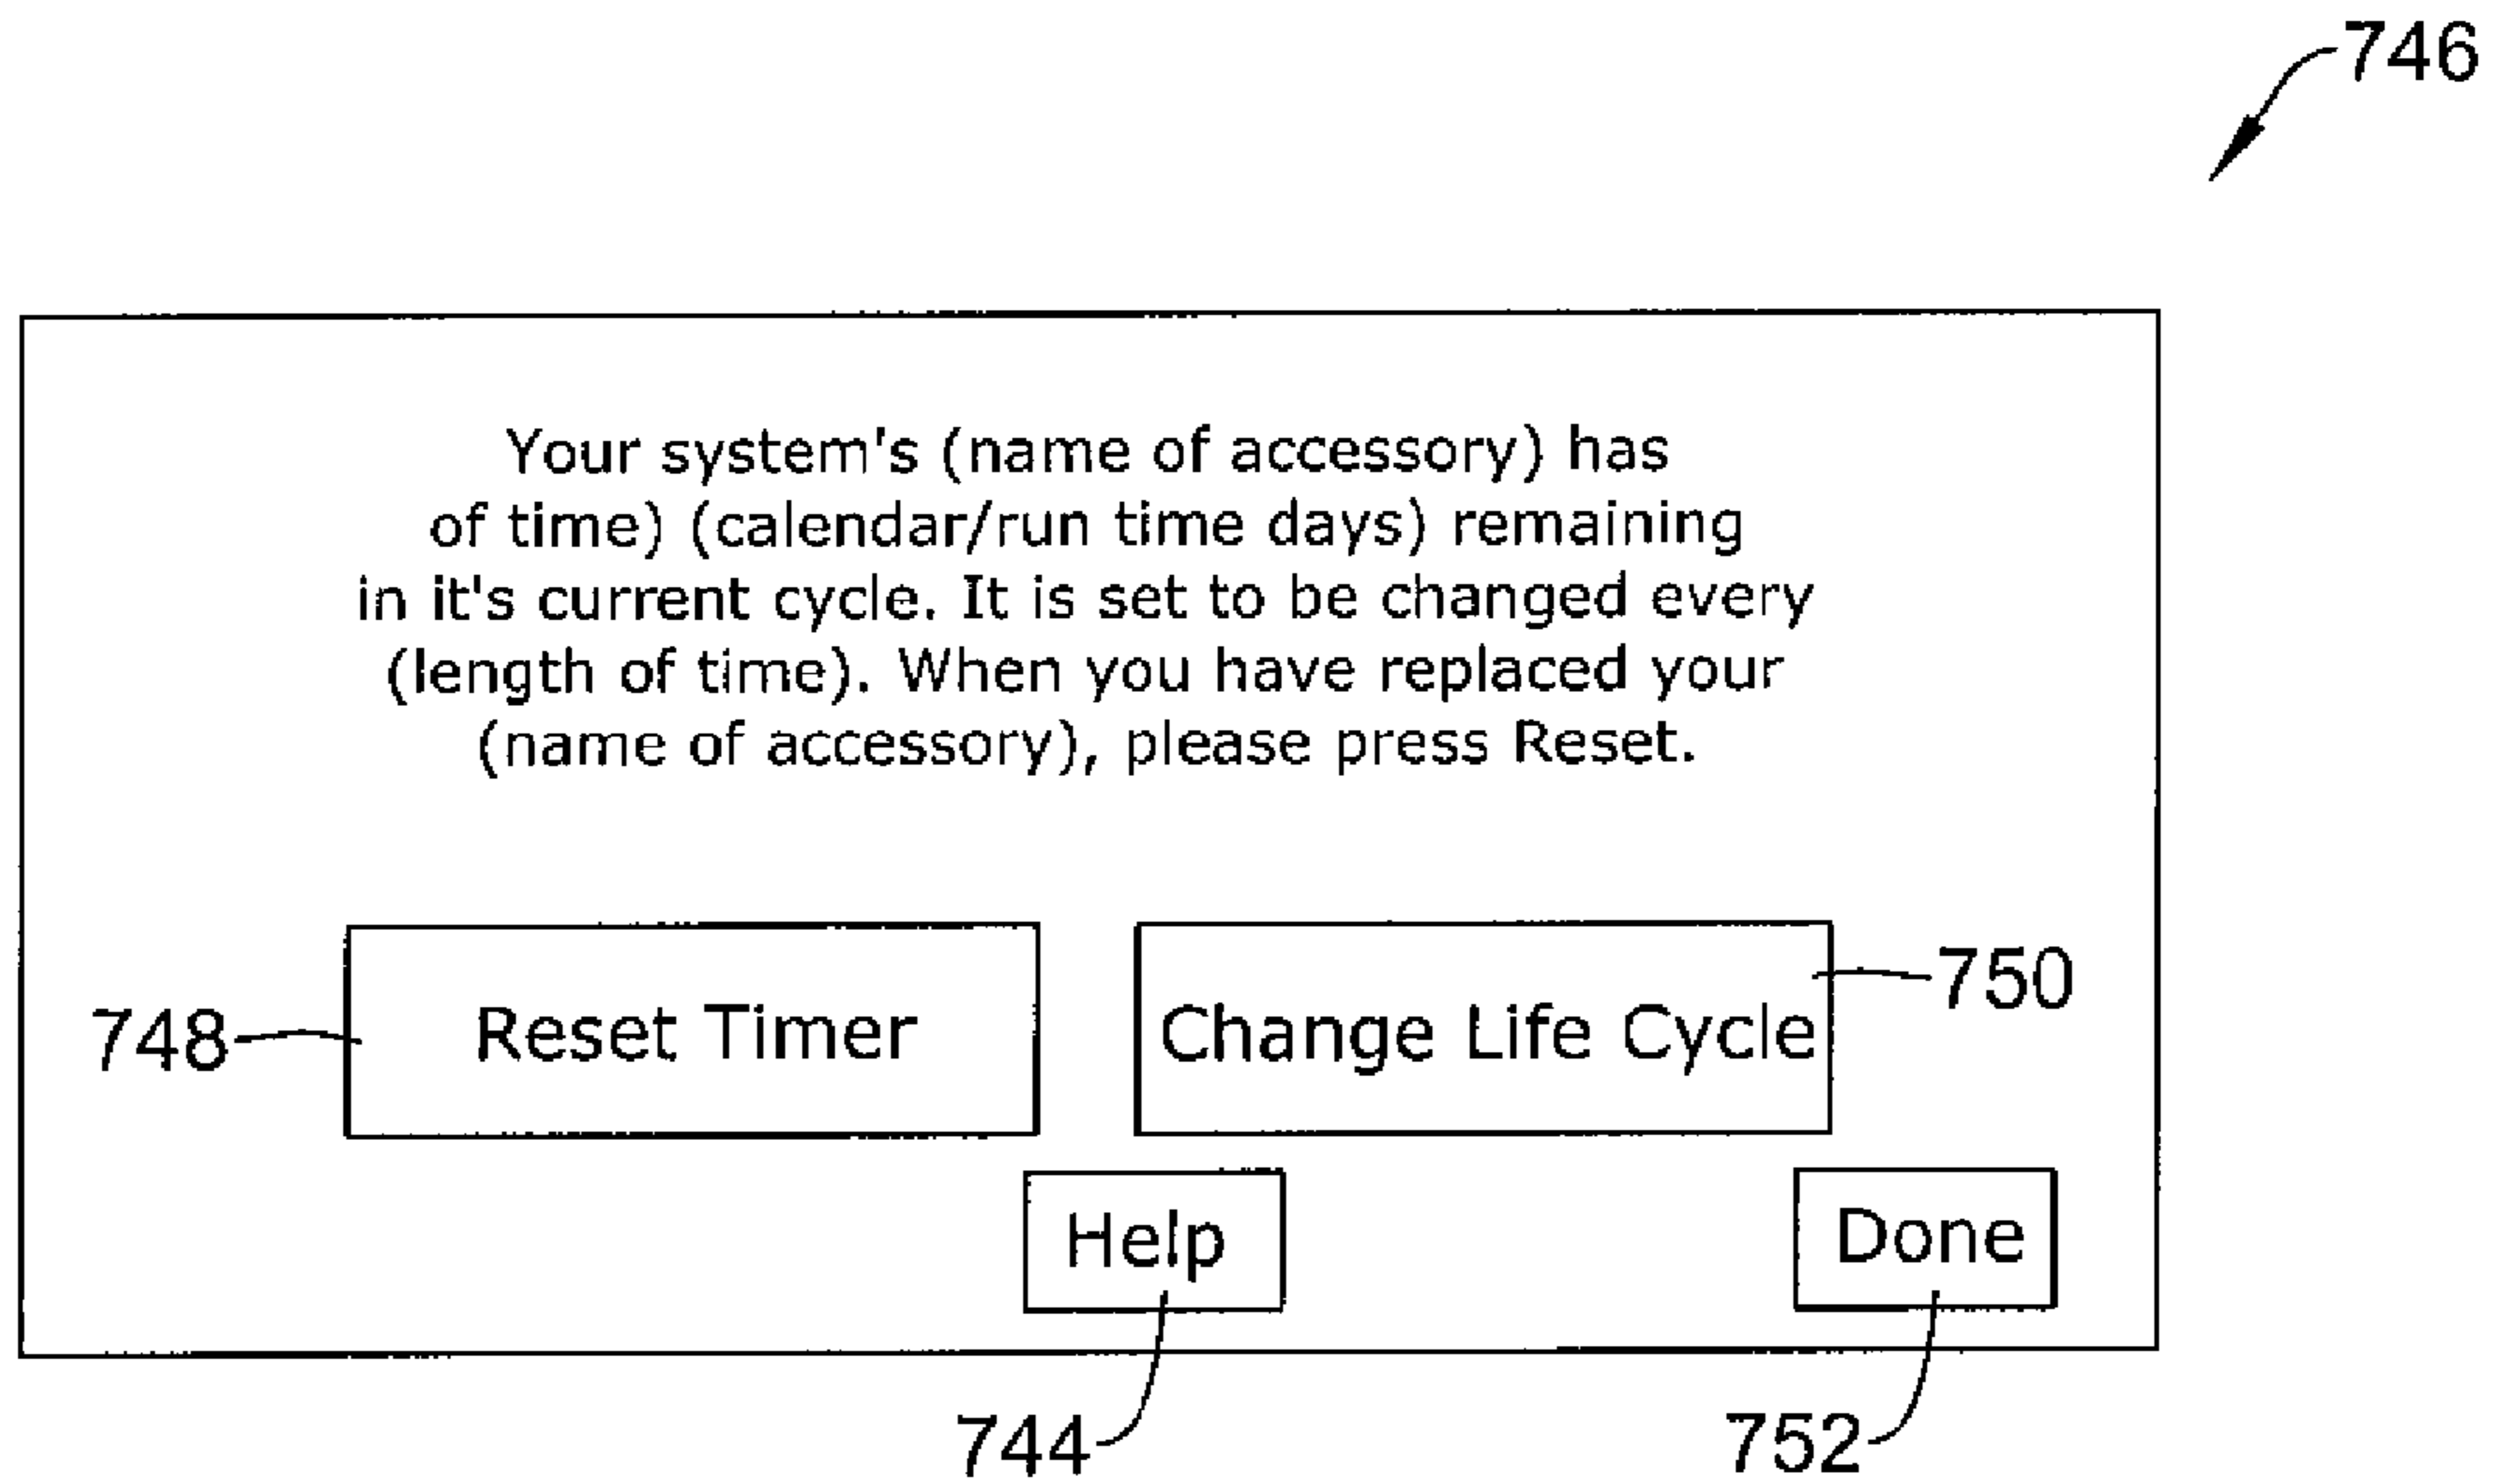 746
Your system's (name of accessory) has
of time) (calendar/run time days) remaining
in it's current cycle. It is set to be changed every
(length of time). When you have replaced your
(name of accessory), please press Reset.
750
748
Reset Timer
Change Life Cycle
Help
Done
744
752